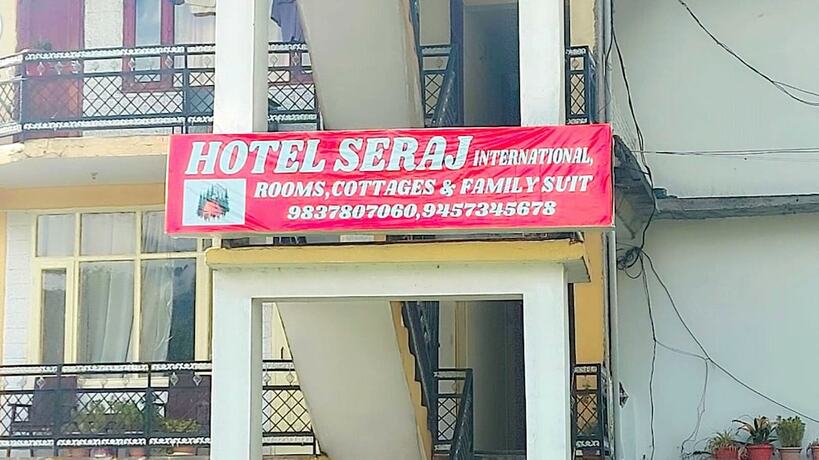 HOTEL SERAJ INTERNATIONAL,
ROOMS, COTTAGES & FAMILY SUIT
9837807060, 9457345678